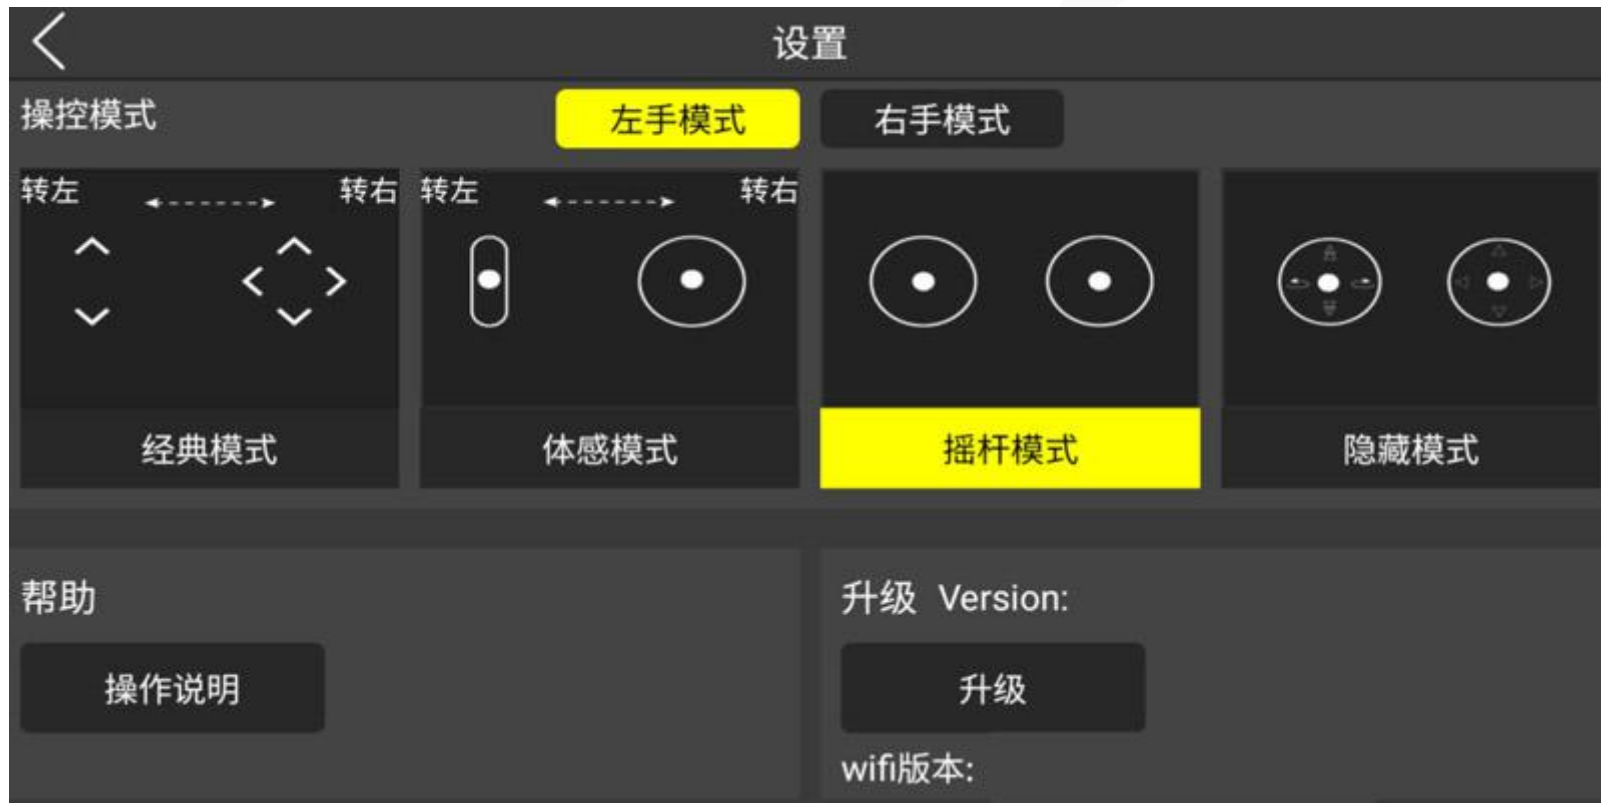 设置
操控模式 左手模式 右手模式
转左 转右 转左 转右
经典模式 体感模式 摇杆模式 隐藏模式
帮助 升级 Version:
操作说明 升级
wifi版本: